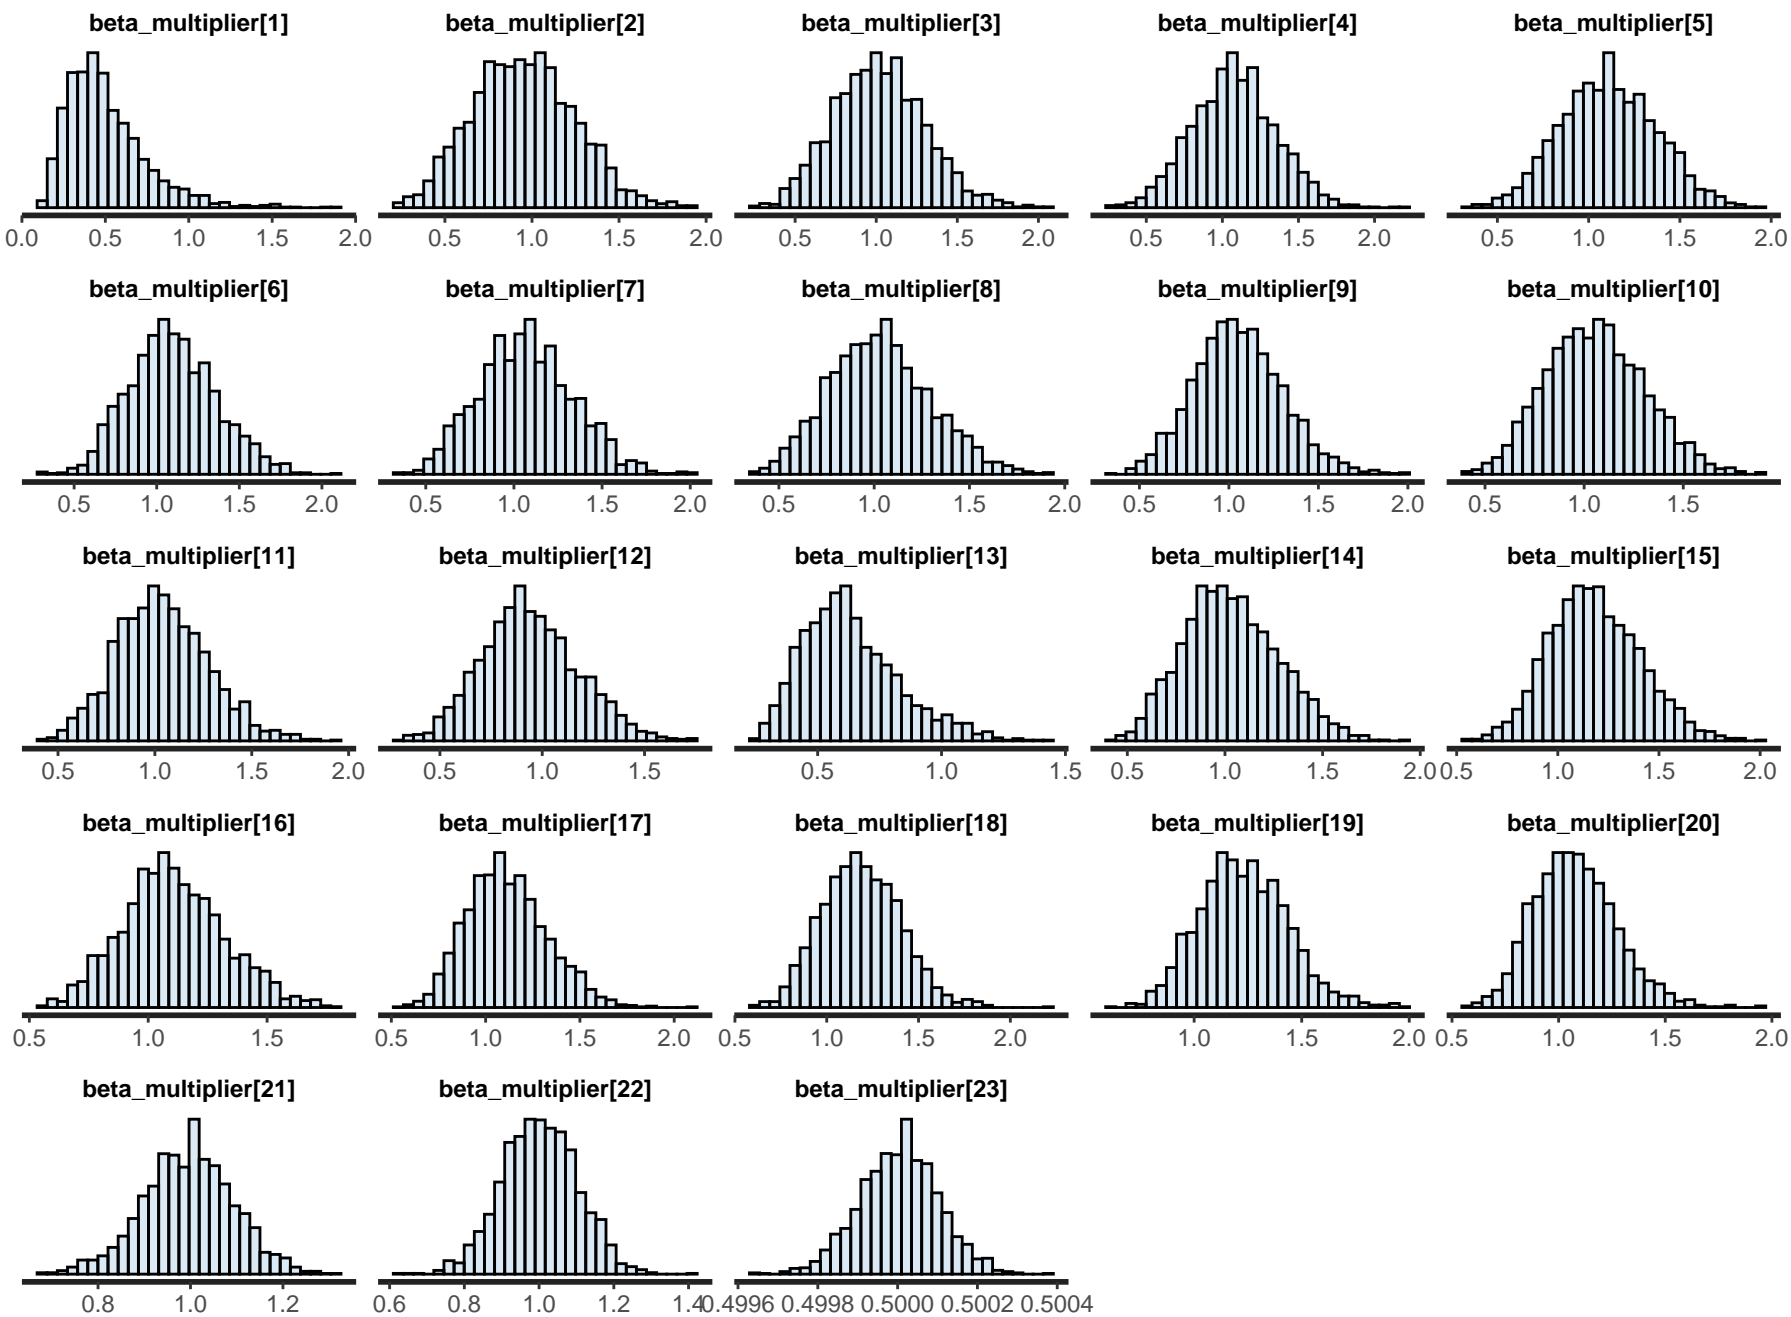 beta_multiplier[1] beta_multiplier[2] beta_multiplier[3] beta_multiplier[4] beta_multiplier[5]
0.0 0.5 1.0 1.5 2.0 0.5 1.0 1.5 2.0 0.5 1.0 1.5 2.0 0.5 1.0 1.5 2.0 0.5 1.0 1.5 2.0
beta_multiplier[6] beta_multiplier[7] beta_multiplier[8] beta_multiplier[9] beta_multiplier[10]
0.5 1.0 1.5 2.0 0.5 1.0 1.5 2.0 0.5 1.0 1.5 2.0 0.5 1.0 1.5 2.0 0.5 1.0 1.5
beta_multiplier[11] beta_multiplier[12] beta_multiplier[13] beta_multiplier[14] beta_multiplier[15]
0.5 1.0 1.5 2.0 0.5 1.0 1.5 0.5 1.0 1.5 0.5 1.0 1.5 2.0 0.5 1.0 1.5 2.0
beta_multiplier[16] beta_multiplier[17] beta_multiplier[18] beta_multiplier[19] beta_multiplier[20]
0.5 1.0 1.5 0.5 1.0 1.5 2.0 0.5 1.0 1.5 2.0 1.0 1.5 2.0 0.5 1.0 1.5 2.0
beta_multiplier[21] beta_multiplier[22] beta_multiplier[23]
0.8 1.0 1.2 0.6 0.8 1.0 1.2 1.4 0.4996 0.4998 0.5000 0.5002 0.5004